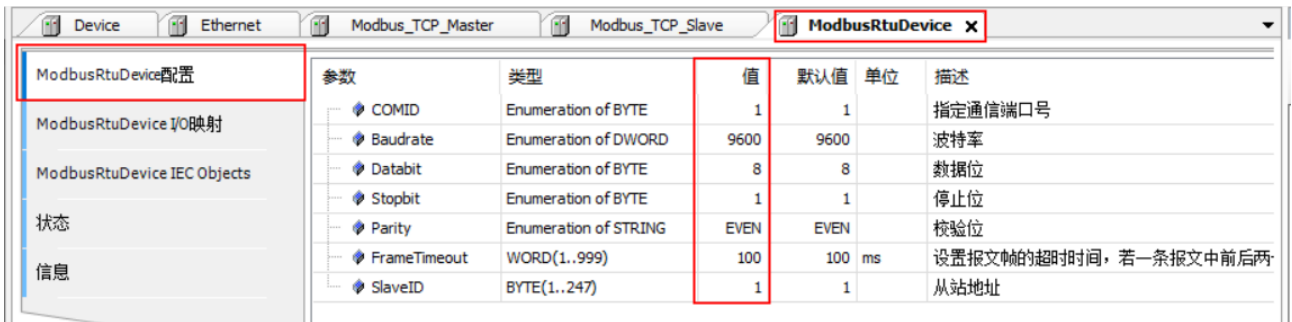 Device Ethernet Modbus_TCP_Master Modbus_TCP_Slave ModbusRtuDevice X
ModbusRtuDevice配置
ModbusRtuDevice I/O映射
ModbusRtuDevice IEC Objects
状态
信息
参数 类型 值 默认值 单位 描述
COMID Enumeration of BYTE 1 1 指定通信端口号
Baudrate Enumeration of DWORD 9600 9600 波特率
Databit Enumeration of BYTE 8 8 数据位
Stopbit Enumeration of BYTE 1 1 停止位
Parity Enumeration of STRING EVEN EVEN 校验位
FrameTimeout WORD(1..999) 100 100 ms 设置报文帧的超时时间，若一条报文中前后两
SlaveID BYTE(1..247) 1 1 从站地址